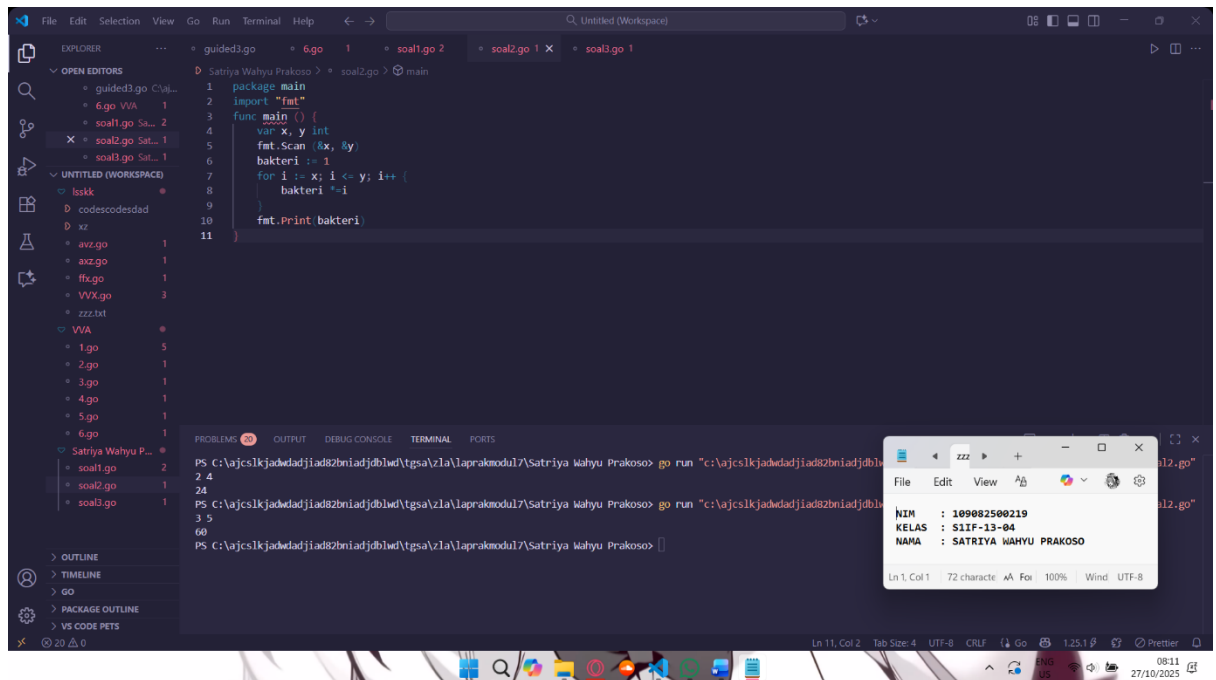 File Edit Selection View Go Run Terminal Help
Untitled (Workspace)
EXPLORER
OPEN EDITORS
guided3.go C:\aj...
6.go VVA 1
soal1.go Sa... 2
soal2.go Sat... 1
soal3.go Sat... 1
UNTITLED (WORKSPACE)
lsskk
codescodesdad
xz
avz.go 1
axz.go 1
ffx.go 1
VVX.go 3
zzz.txt
VVA
1.go 5
2.go 1
3.go 1
4.go 1
5.go 1
6.go 1
Satriya Wahyu P...
soal1.go 2
soal2.go 1
soal3.go 1
OUTLINE
TIMELINE
GO
PACKAGE OUTLINE
VS CODE PETS
guided3.go 6.go 1 soal1.go 2 soal2.go 1 soal3.go 1
Satriya Wahyu Prakoso > soal2.go > main
1 package main
2 import "fmt"
3 func main () {
4 var x, y int
5 fmt.Scan (&x, &y)
6 bakteri := 1
7 for i := x; i <= y; i++ {
8 bakteri *=i
9 }
10 fmt.Print(bakteri)
11 }
PROBLEMS 20 OUTPUT DEBUG CONSOLE TERMINAL PORTS
PS C:\ajcslkjadwdadjiad82bniadjdblwd\tgsa\zla\laprakmodul7\Satriya Wahyu Prakoso> go run "c:\ajcslkjadwdadjiad82bniadjdblw al2.go"
2 4
24
PS C:\ajcslkjadwdadjiad82bniadjdblwd\tgsa\zla\laprakmodul7\Satriya Wahyu Prakoso> go run "c:\ajcslkjadwdadjiad82bniadjdblw al2.go"
3 5
60
PS C:\ajcslkjadwdadjiad82bniadjdblwd\tgsa\zla\laprakmodul7\Satriya Wahyu Prakoso>
zzz
File Edit View
NIM : 109082500219
KELAS : S1IF-13-04
NAMA : SATRIYA WAHYU PRAKOSO
Ln 1, Col 1 72 characte 100% Wind UTF-8
20 0
Ln 11, Col 2 Tab Size: 4 UTF-8 CRLF Go 1.25.1 Prettier
ENG
US
08:11
27/10/2025